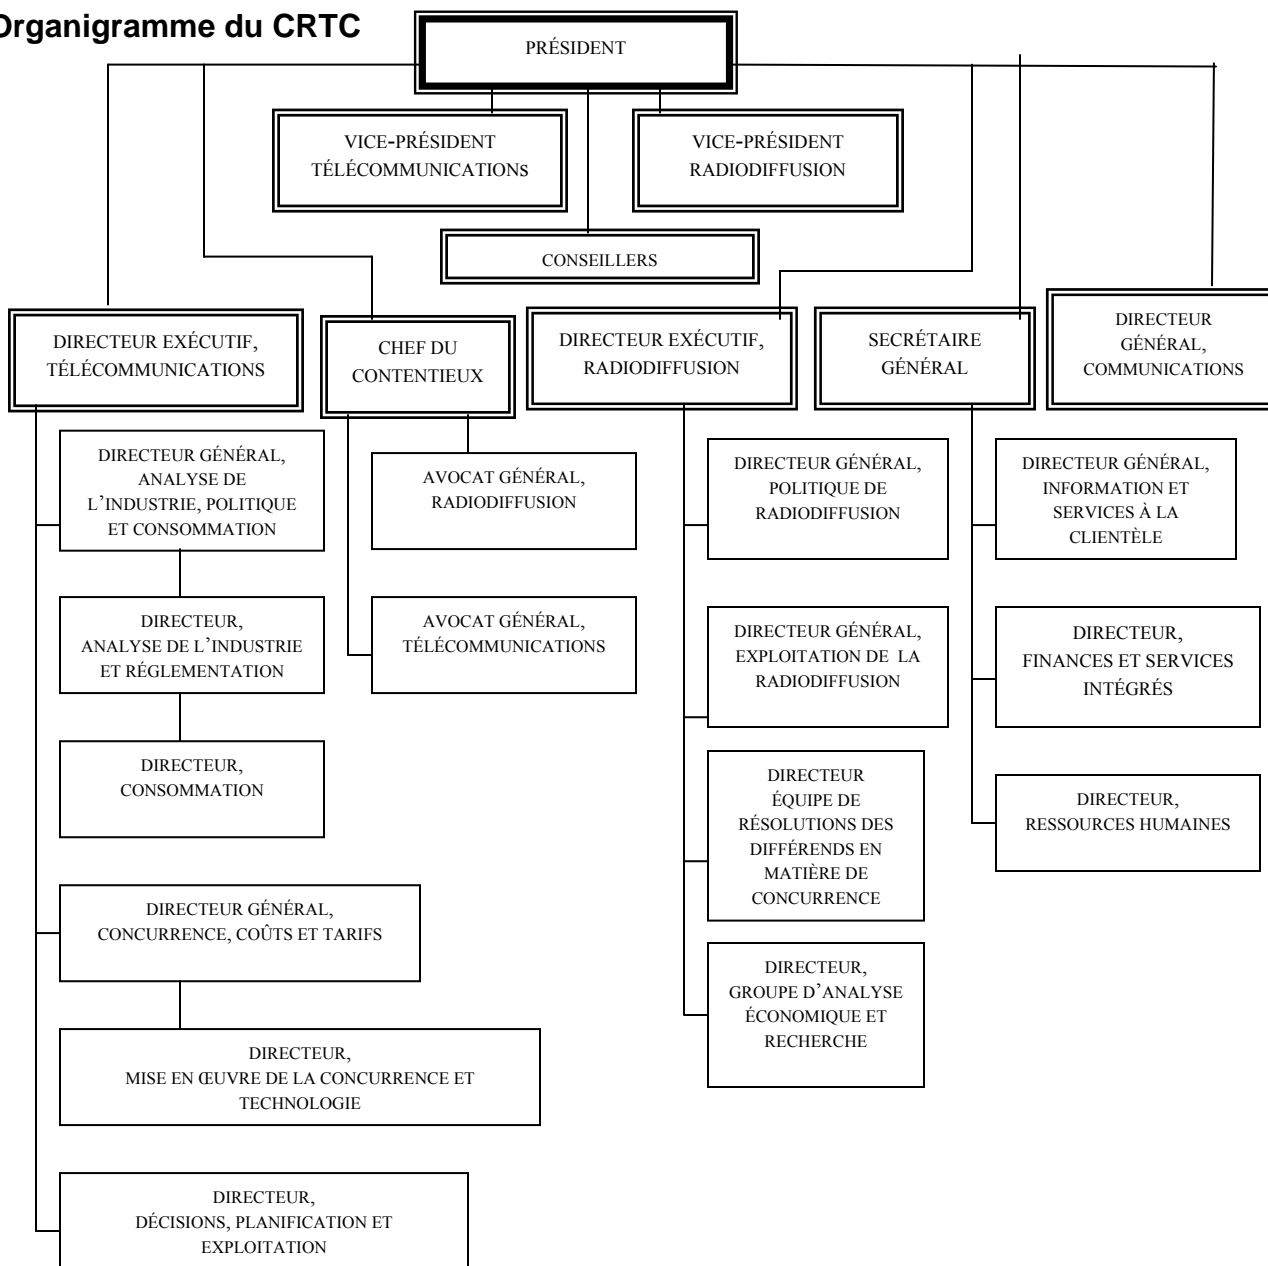 Organigramme du CRTC
PRÉSIDENT
VICE-PRÉSIDENT
TÉLÉCOMMUNICATIONS
VICE-PRÉSIDENT
RADIODIFFUSION
CONSEILLERS
DIRECTEUR EXÉCUTIF,
TÉLÉCOMMUNICATIONS
CHEF DU
CONTENTIEUX
DIRECTEUR EXÉCUTIF,
RADIODIFFUSION
SECRÉTAIRE
GÉNÉRAL
DIRECTEUR
GÉNÉRAL,
COMMUNICATIONS
DIRECTEUR GÉNÉRAL,
ANALYSE DE
L’INDUSTRIE, POLITIQUE
ET CONSOMMATION
DIRECTEUR,
ANALYSE DE L’INDUSTRIE
ET RÉGLEMENTATION
DIRECTEUR,
CONSOMMATION
DIRECTEUR GÉNÉRAL,
CONCURRENCE, COÛTS ET TARIFS
DIRECTEUR,
MISE EN ŒUVRE DE LA CONCURRENCE ET
TECHNOLOGIE
DIRECTEUR,
DÉCISIONS, PLANIFICATION ET
EXPLOITATION
AVOCAT GÉNÉRAL,
RADIODIFFUSION
AVOCAT GÉNÉRAL,
TÉLÉCOMMUNICATIONS
DIRECTEUR GÉNÉRAL,
POLITIQUE DE
RADIODIFFUSION
DIRECTEUR GÉNÉRAL,
EXPLOITATION DE LA
RADIODIFFUSION
DIRECTEUR
ÉQUIPE DE
RÉSOLUTIONS DES
DIFFÉRENDS EN
MATIÈRE DE
CONCURRENCE
DIRECTEUR,
GROUPE D’ANALYSE
ÉCONOMIQUE ET
RECHERCHE
DIRECTEUR GÉNÉRAL,
INFORMATION ET
SERVICES À LA
CLIENTÈLE
DIRECTEUR,
FINANCES ET SERVICES
INTÉGRÉS
DIRECTEUR,
RESSOURCES HUMAINES